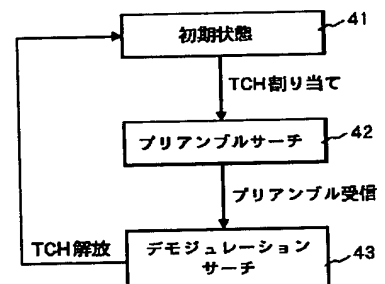 初期状態
41
TCH割り当て
プリアンブルサーチ
42
プリアンブル受信
TCH解放
デモジュレーション
サーチ
43